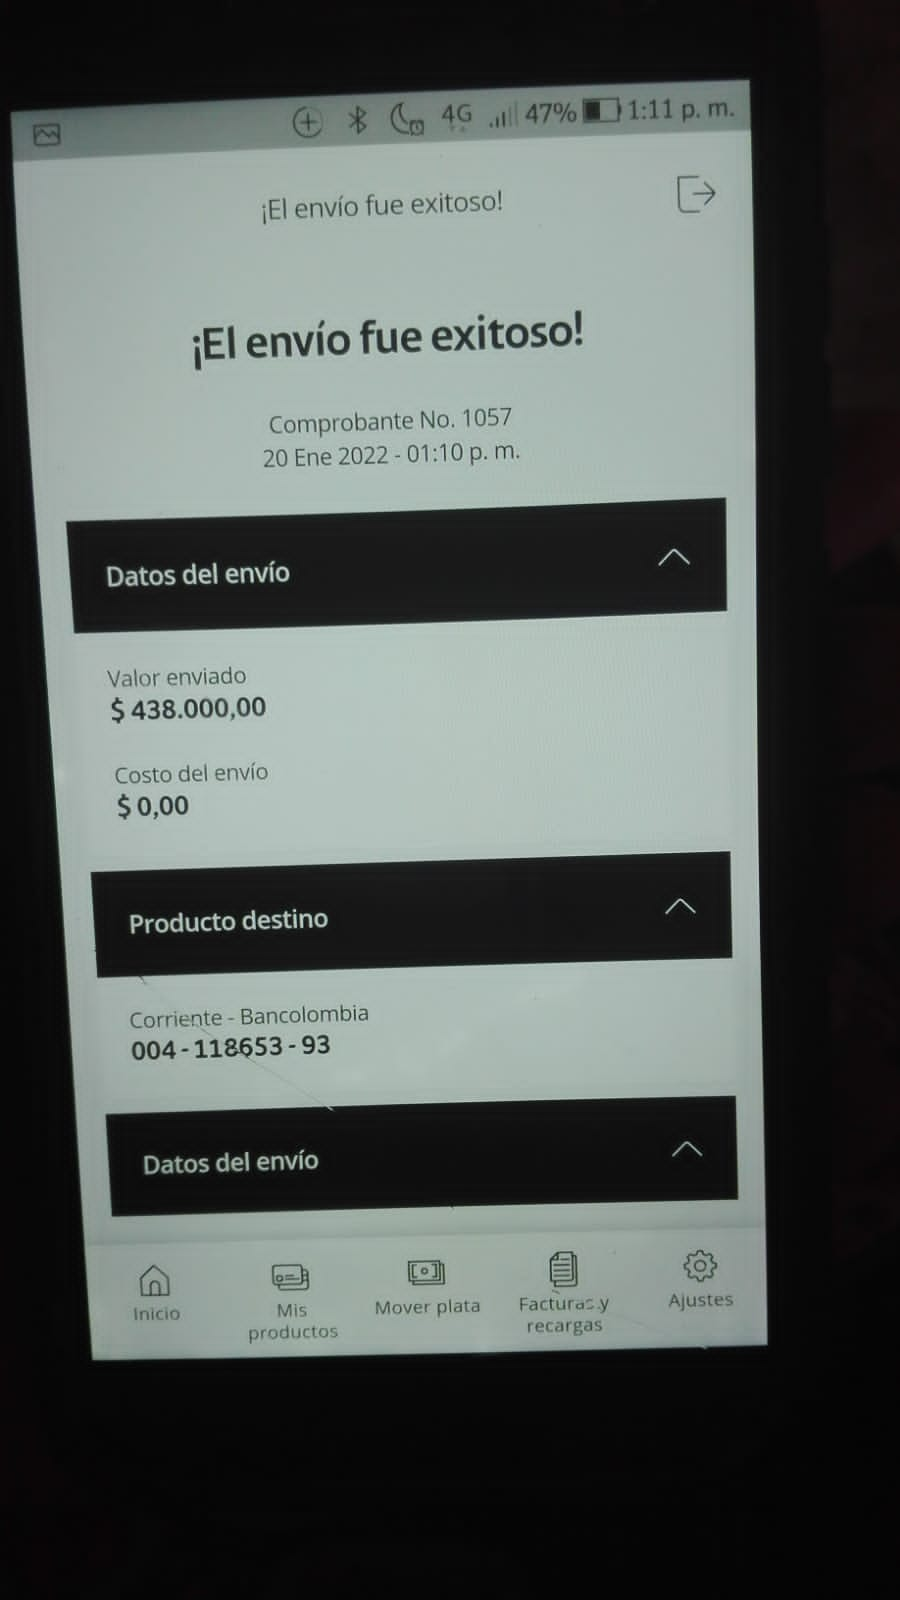 4G 47% 1:11 p. m.
¡El envío fue exitoso!
¡El envío fue exitoso!
Comprobante No. 1057
20 Ene 2022 - 01:10 p. m.
Datos del envío
Valor enviado
$ 438.000,00
Costo del envío
$ 0,00
Producto destino
Corriente - Bancolombia
004 - 118653 - 93
Datos del envío
Inicio
Mis
productos
Mover plata
Facturas y
recargas
Ajustes